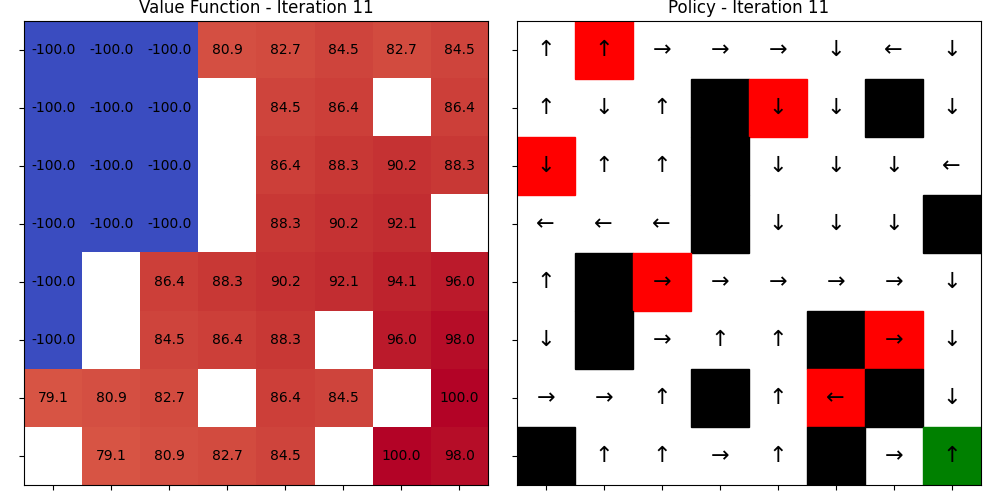 Value Function - Iteration 11
-100.0 -100.0 -100.0 80.9 82.7 84.5 82.7 84.5
-100.0 -100.0 -100.0 84.5 86.4 86.4
-100.0 -100.0 -100.0 86.4 88.3 90.2 88.3
-100.0 -100.0 -100.0 88.3 90.2 92.1
-100.0 86.4 88.3 90.2 92.1 94.1 96.0
-100.0 84.5 86.4 88.3 96.0 98.0
79.1 80.9 82.7 86.4 84.5 100.0
79.1 80.9 82.7 84.5 100.0 98.0
Policy - Iteration 11
↑ ↑ → → → ↓ ← ↓
↑ ↓ ↑ ↓ ↓ ↓
↓ ↑ ↑ ↓ ↓ ↓ ←
← ← ← ↓ ↓ ↓
↑ → → → → → ↓
↓ → ↑ ↑ → ↓
→ → ↑ ↑ ← ↓
↑ ↑ → ↑ → ↑